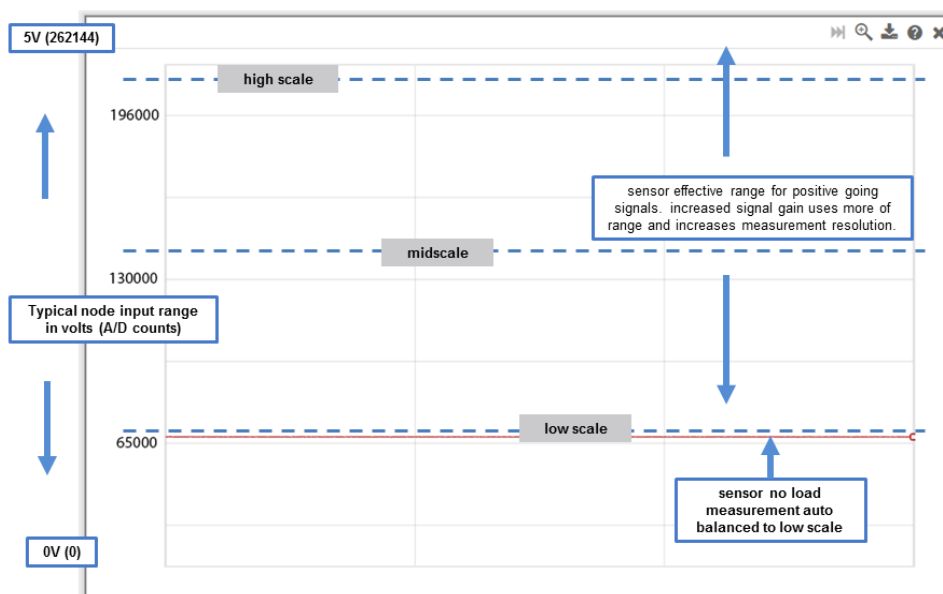 5V (262144)
high scale
196000
sensor effective range for positive going
signals. increased signal gain uses more of
range and increases measurement resolution.
midscale
130000
Typical node input range
in volts (A/D counts)
low scale
65000
sensor no load
measurement auto
balanced to low scale
0V (0)